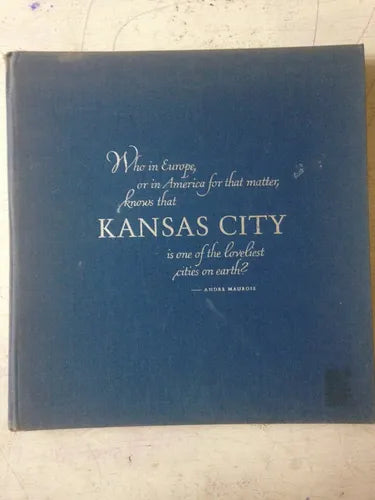 Who in Europe,
or in America for that matter,
knows that
KANSAS CITY
is one of the loveliest
cities on earth?
— ANDRE MAUROIS